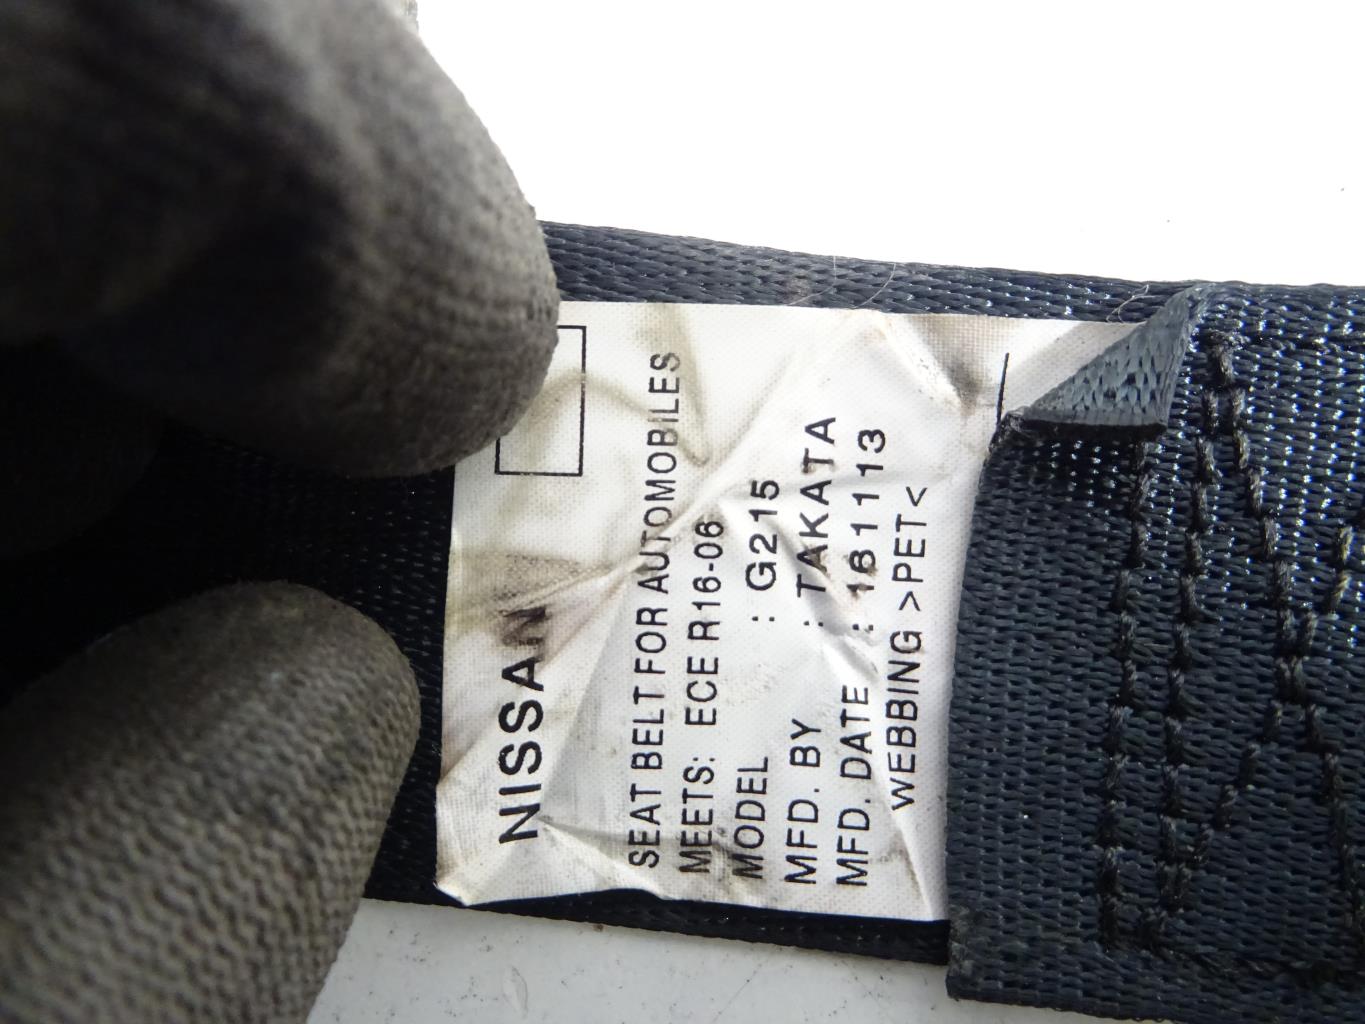 NISSAN
SEAT BELT FOR AUTOMOBILES
MEETS: ECE R16-06
MODEL : G215
MFD. BY : TAKATA
MFD. DATE : 161113
WEBBING >PET<